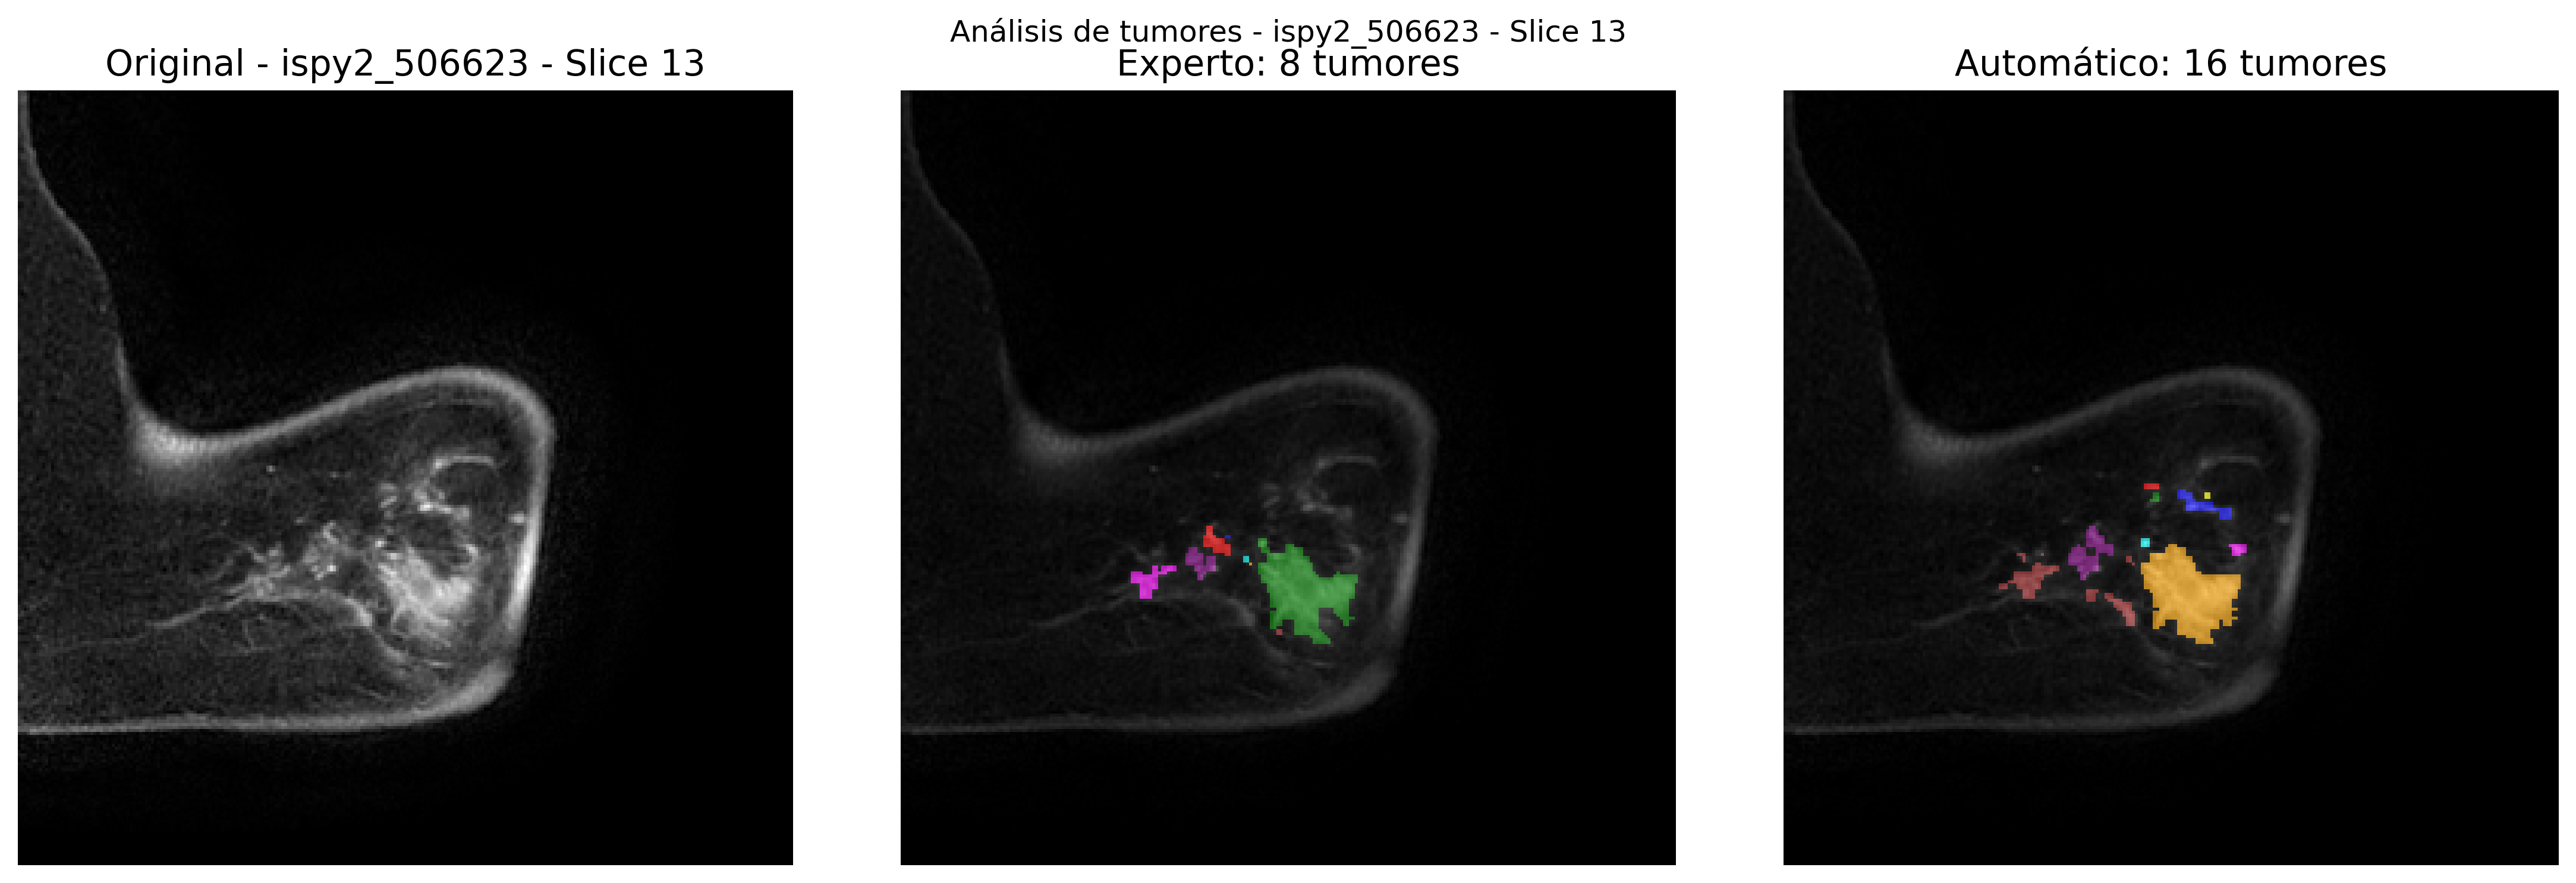 Análisis de tumores - ispy2_506623 - Slice 13
Original - ispy2_506623 - Slice 13
Experto: 8 tumores
Automático: 16 tumores